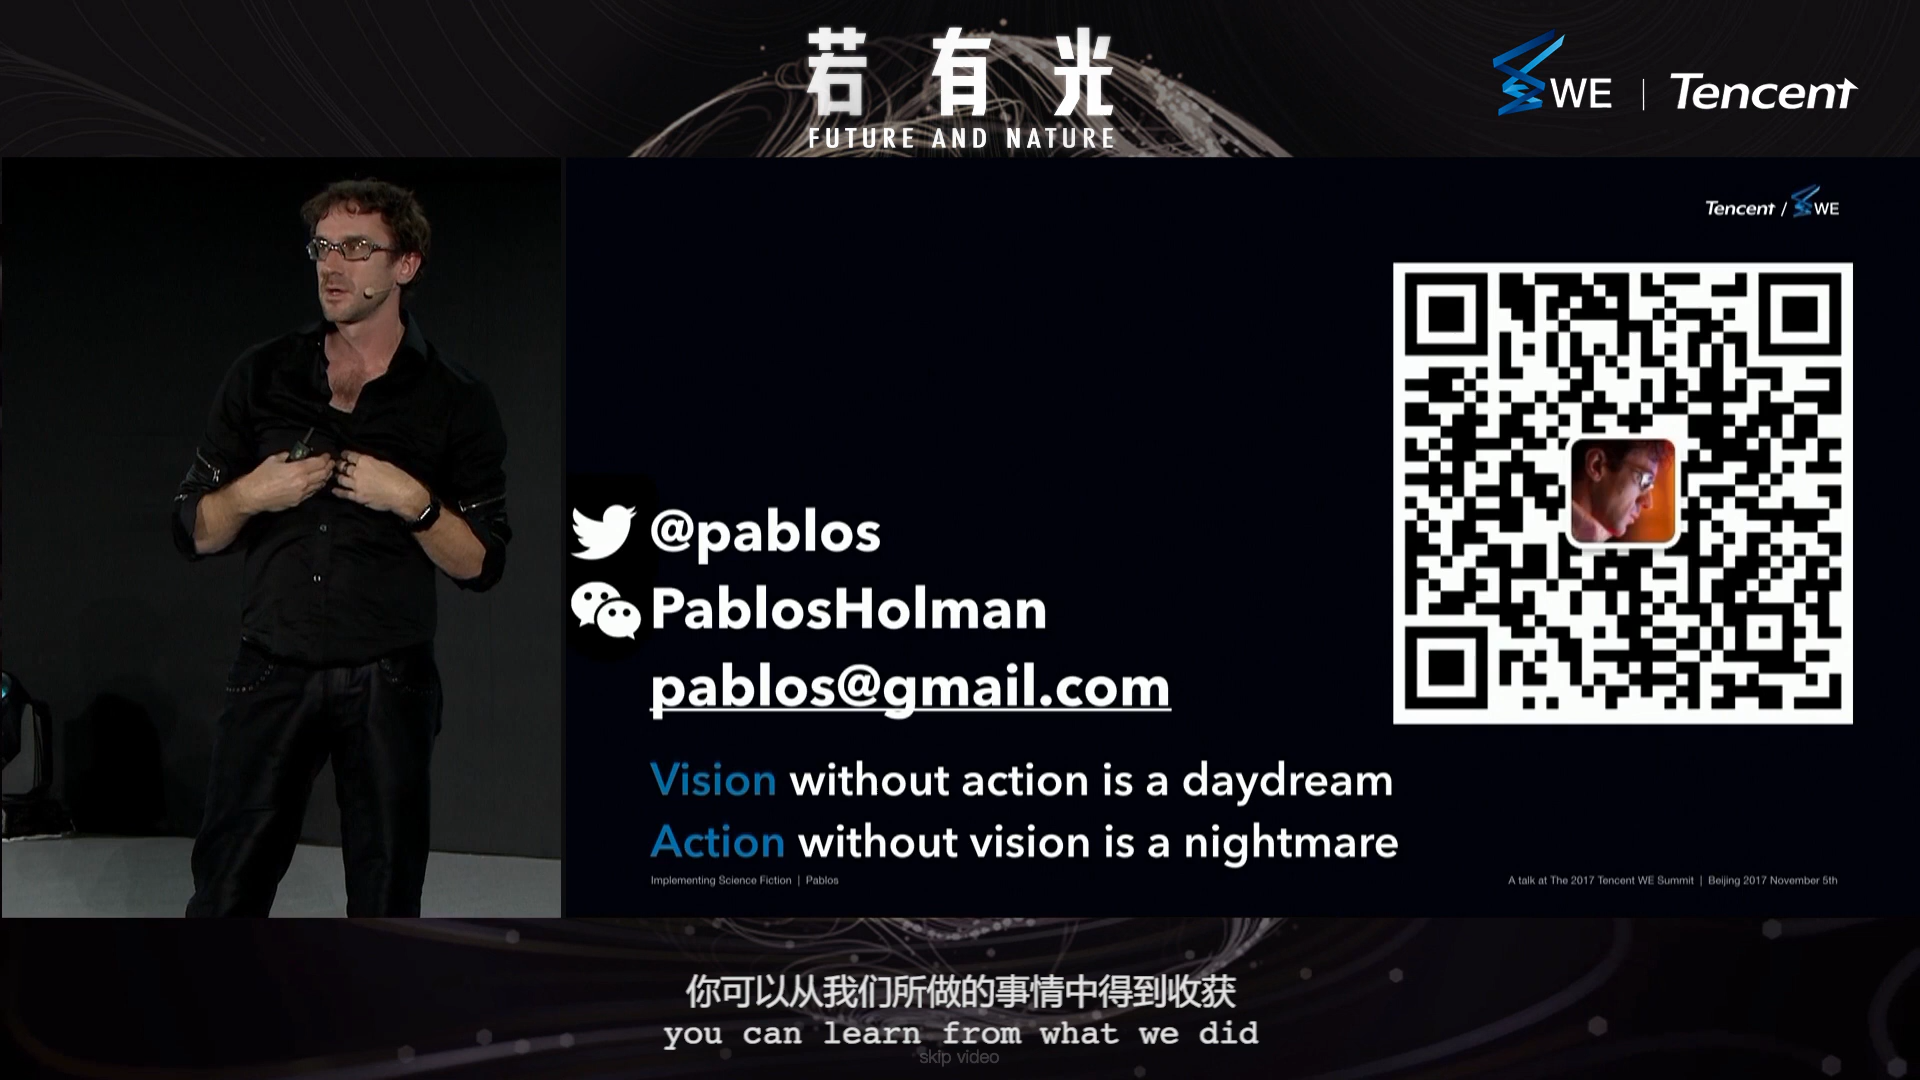 若有光
FUTURE AND NATURE
WE | Tencent
Tencent / WE
@pablos
PablosHolman
pablos@gmail.com
Vision without action is a daydream
Action without vision is a nightmare
Implementing Science Fiction | Pablos
A talk at The 2017 Tencent WE Summit | Beijing 2017 November 5th
你可以从我们所做的事情中得到收获
you can learn from what we did
skip video